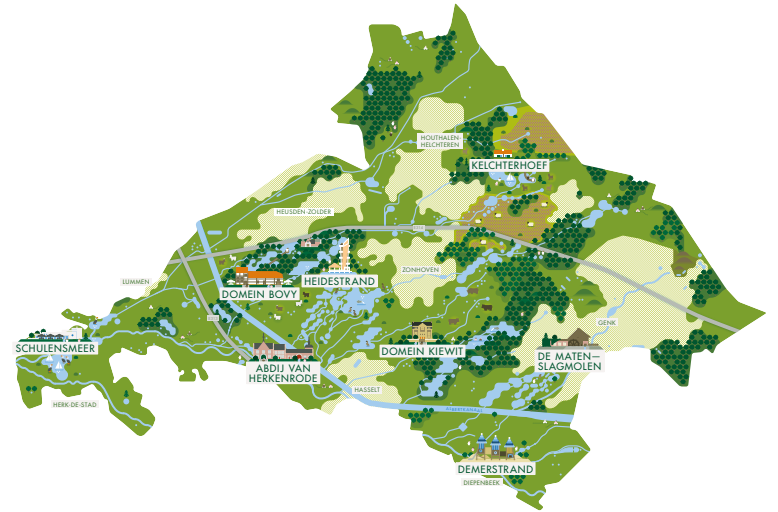 HOUTHALEN-
HELCHTEREN
KELCHTERHOEF
HEUSDEN-ZOLDER
ZONHOVEN
LUMMEN
HEIDESTRAND
DOMEIN BOVY
GENK
SCHULENSMEER
DOMEIN KIEWIT
DE MATEN—
SLAGMOLEN
ABDIJ VAN
HERKENRODE
HASSELT
HERK-DE-STAD
ALBERTKANAAL
DEMERSTRAND
DIEPENBEEK